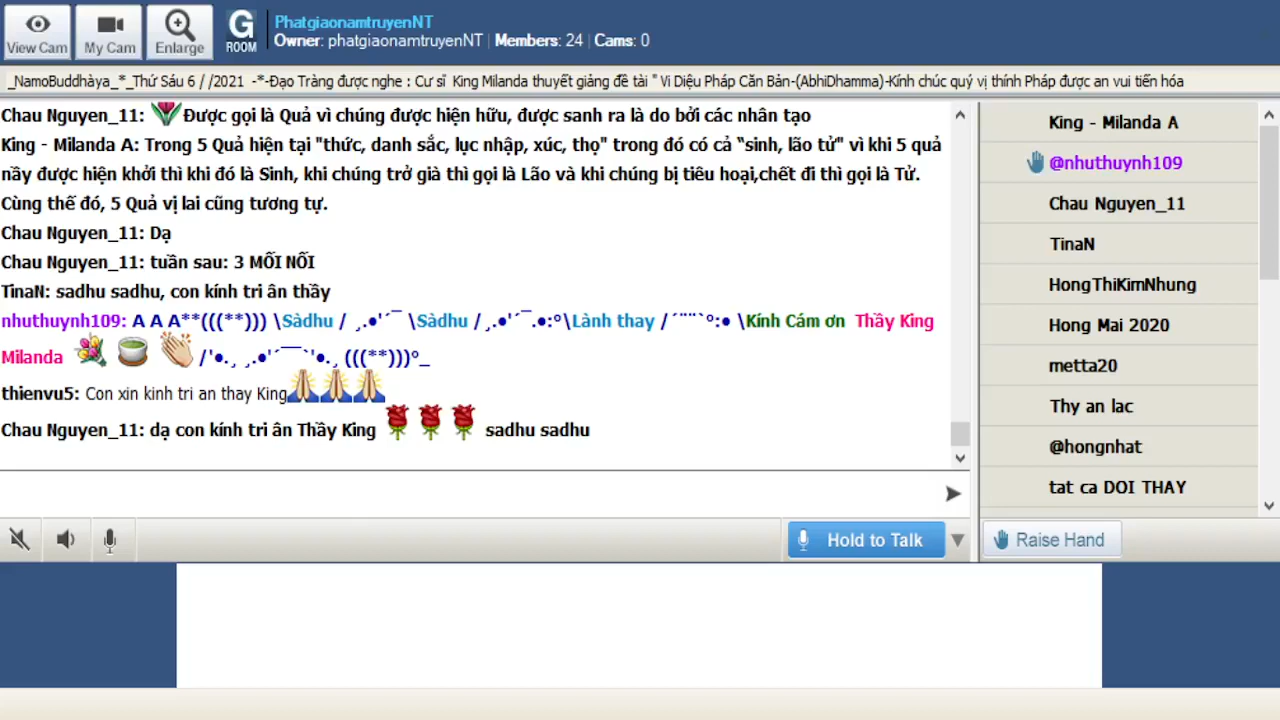 View Cam
My Cam
Enlarge
G
ROOM
PhatgiaonamtruyenNT
Owner: phatgiaonamtruyenNT | Members: 24 | Cams: 0
_NamoBuddhàya_*_Thứ Sáu 6 / /2021 -*-Đạo Tràng được nghe : Cư sĩ King Milanda thuyết giảng đề tài " Vi Diệu Pháp Căn Bản-(AbhiDhamma)-Kính chúc quý vị thính Pháp được an vui tiến hóa
Chau Nguyen_11: Được gọi là Quả vì chúng được hiện hữu, được sanh ra là do bởi các nhân tạo
King - Milanda A: Trong 5 Quả hiện tại "thức, danh sắc, lục nhập, xúc, thọ" trong đó có cả “sinh, lão tử" vì khi 5 quả
nầy được hiện khởi thì khi đó là Sinh, khi chúng trở già thì gọi là Lão và khi chúng bị tiêu hoại,chết đi thì gọi là Tử.
Cùng thế đó, 5 Quả vị lai cũng tương tự.
Chau Nguyen_11: Dạ
Chau Nguyen_11: tuần sau: 3 MỐI NỐI
TinaN: sadhu sadhu, con kính tri ân thầy
nhuthuynh109: A A A**(((**))) \Sàdhu / ¸.•'´¯ \Sàdhu /¸.•'´¯.•:°\Lành thay /´¨¨`°:• \Kính Cám ơn Thầy King
Milanda 💐 🍵 👏 /'•.¸ ¸.•'´¯¯`'•.¸ (((**)))°_
thienvu5: Con xin kinh tri an thay King🙏🙏🙏
Chau Nguyen_11: dạ con kính tri ân Thầy King 🌹🌹🌹 sadhu sadhu
King - Milanda A
@nhuthuynh109
Chau Nguyen_11
TinaN
HongThiKimNhung
Hong Mai 2020
metta20
Thy an lac
@hongnhat
tat ca DOI THAY
Hold to Talk
Raise Hand